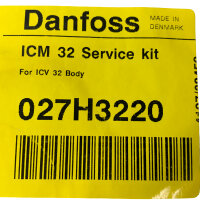 Danfoss
MADE IN
DENMARK
ICM 32 Service kit
For ICV 32 Body
027H3220